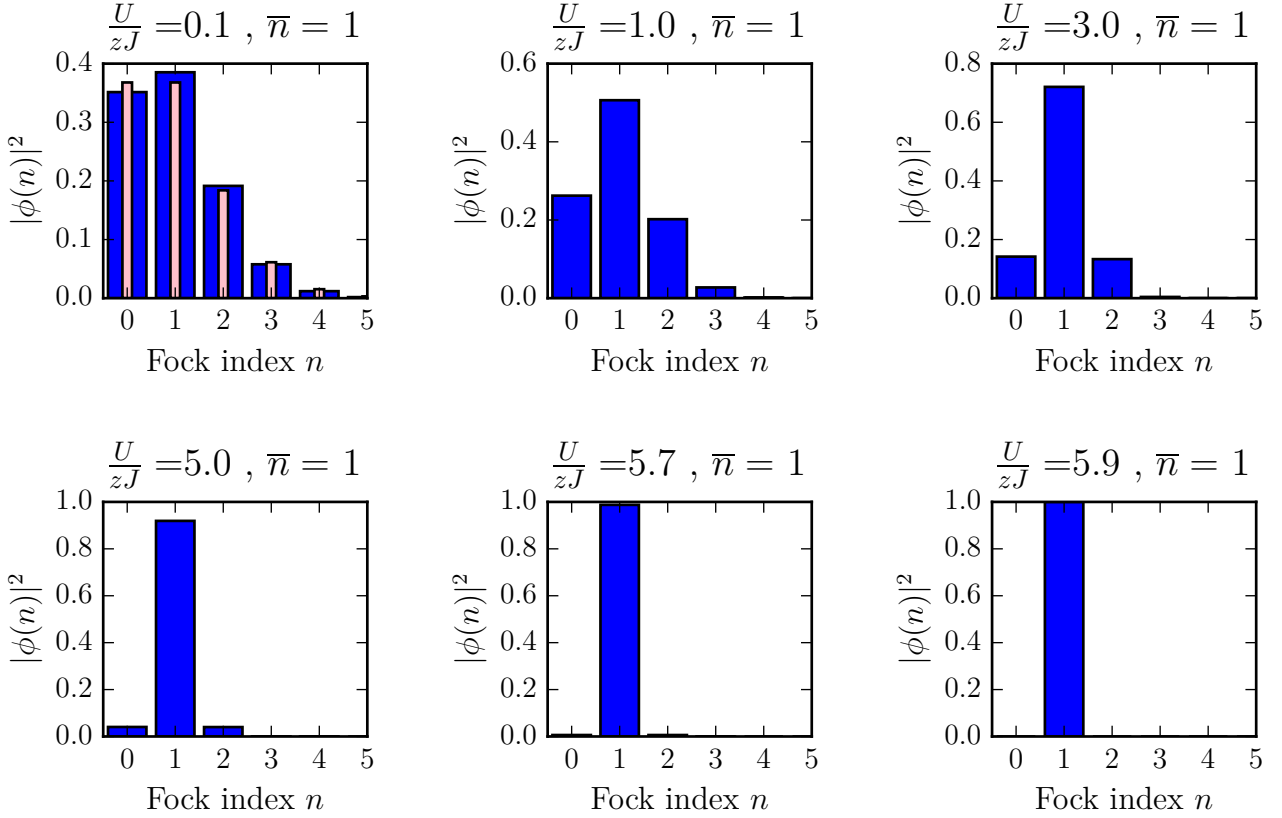 U/zJ =0.1 , n̅ = 1
U/zJ =1.0 , n̅ = 1
U/zJ =3.0 , n̅ = 1
|ϕ(n)|²
0.4
0.3
0.2
0.1
0.0
0 1 2 3 4 5
Fock index n
|ϕ(n)|²
0.6
0.4
0.2
0.0
0 1 2 3 4 5
Fock index n
|ϕ(n)|²
0.8
0.6
0.4
0.2
0.0
0 1 2 3 4 5
Fock index n
U/zJ =5.0 , n̅ = 1
U/zJ =5.7 , n̅ = 1
U/zJ =5.9 , n̅ = 1
|ϕ(n)|²
1.0
0.8
0.6
0.4
0.2
0.0
0 1 2 3 4 5
Fock index n
|ϕ(n)|²
1.0
0.8
0.6
0.4
0.2
0.0
0 1 2 3 4 5
Fock index n
|ϕ(n)|²
1.0
0.8
0.6
0.4
0.2
0.0
0 1 2 3 4 5
Fock index n